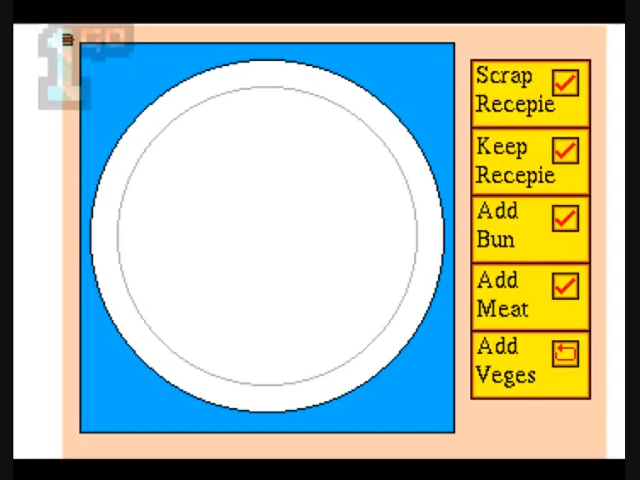 Scrap
Recepie
Keep
Recepie
Add
Bun
Add
Meat
Add
Veges